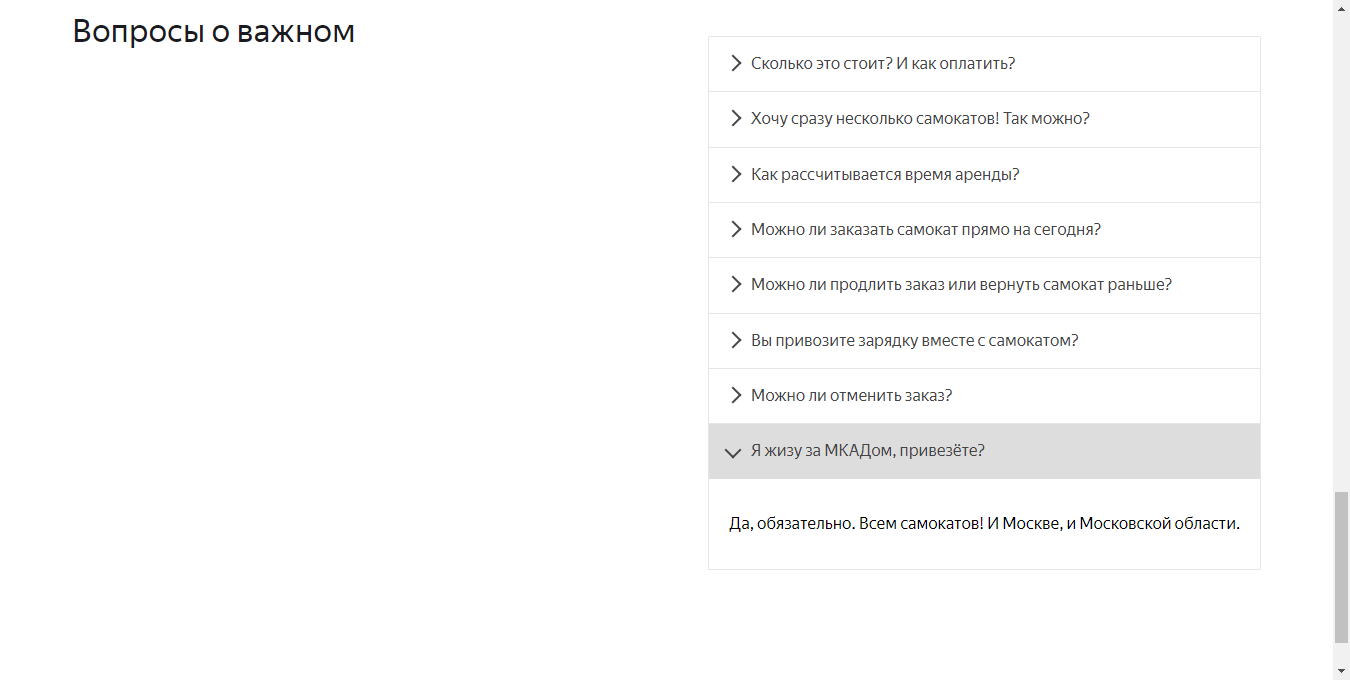 Вопросы о важном
Сколько это стоит? И как оплатить?
Хочу сразу несколько самокатов! Так можно?
Как рассчитывается время аренды?
Можно ли заказать самокат прямо на сегодня?
Можно ли продлить заказ или вернуть самокат раньше?
Вы привозите зарядку вместе с самокатом?
Можно ли отменить заказ?
Я жизу за МКАДом, привезёте?
Да, обязательно. Всем самокатов! И Москве, и Московской области.